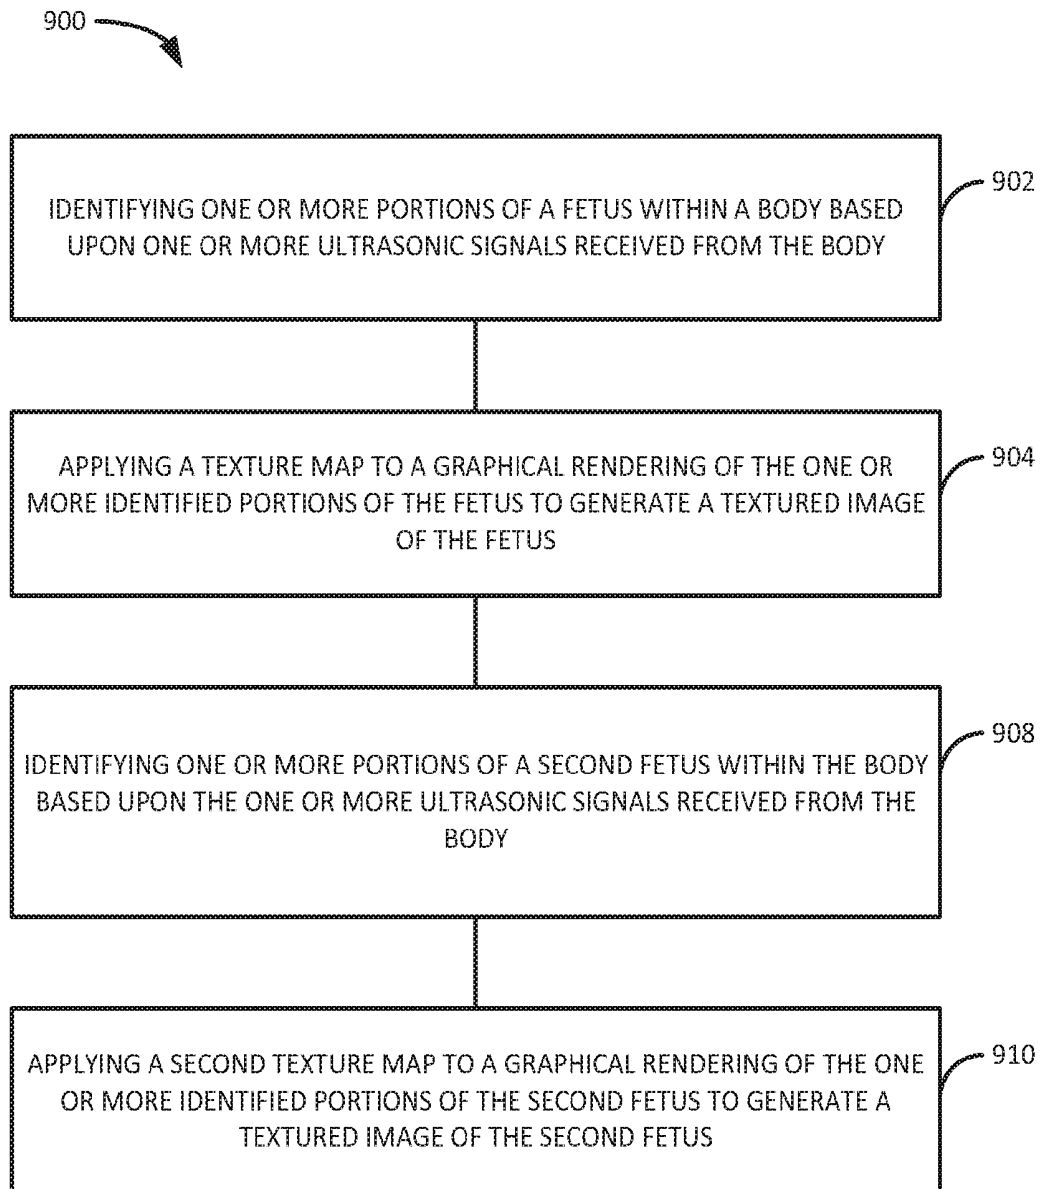 900
IDENTIFYING ONE OR MORE PORTIONS OF A FETUS WITHIN A BODY BASED
UPON ONE OR MORE ULTRASONIC SIGNALS RECEIVED FROM THE BODY
902
APPLYING A TEXTURE MAP TO A GRAPHICAL RENDERING OF THE ONE OR
MORE IDENTIFIED PORTIONS OF THE FETUS TO GENERATE A TEXTURED IMAGE
OF THE FETUS
904
IDENTIFYING ONE OR MORE PORTIONS OF A SECOND FETUS WITHIN THE BODY
BASED UPON THE ONE OR MORE ULTRASONIC SIGNALS RECEIVED FROM THE
BODY
908
APPLYING A SECOND TEXTURE MAP TO A GRAPHICAL RENDERING OF THE ONE
OR MORE IDENTIFIED PORTIONS OF THE SECOND FETUS TO GENERATE A
TEXTURED IMAGE OF THE SECOND FETUS
910